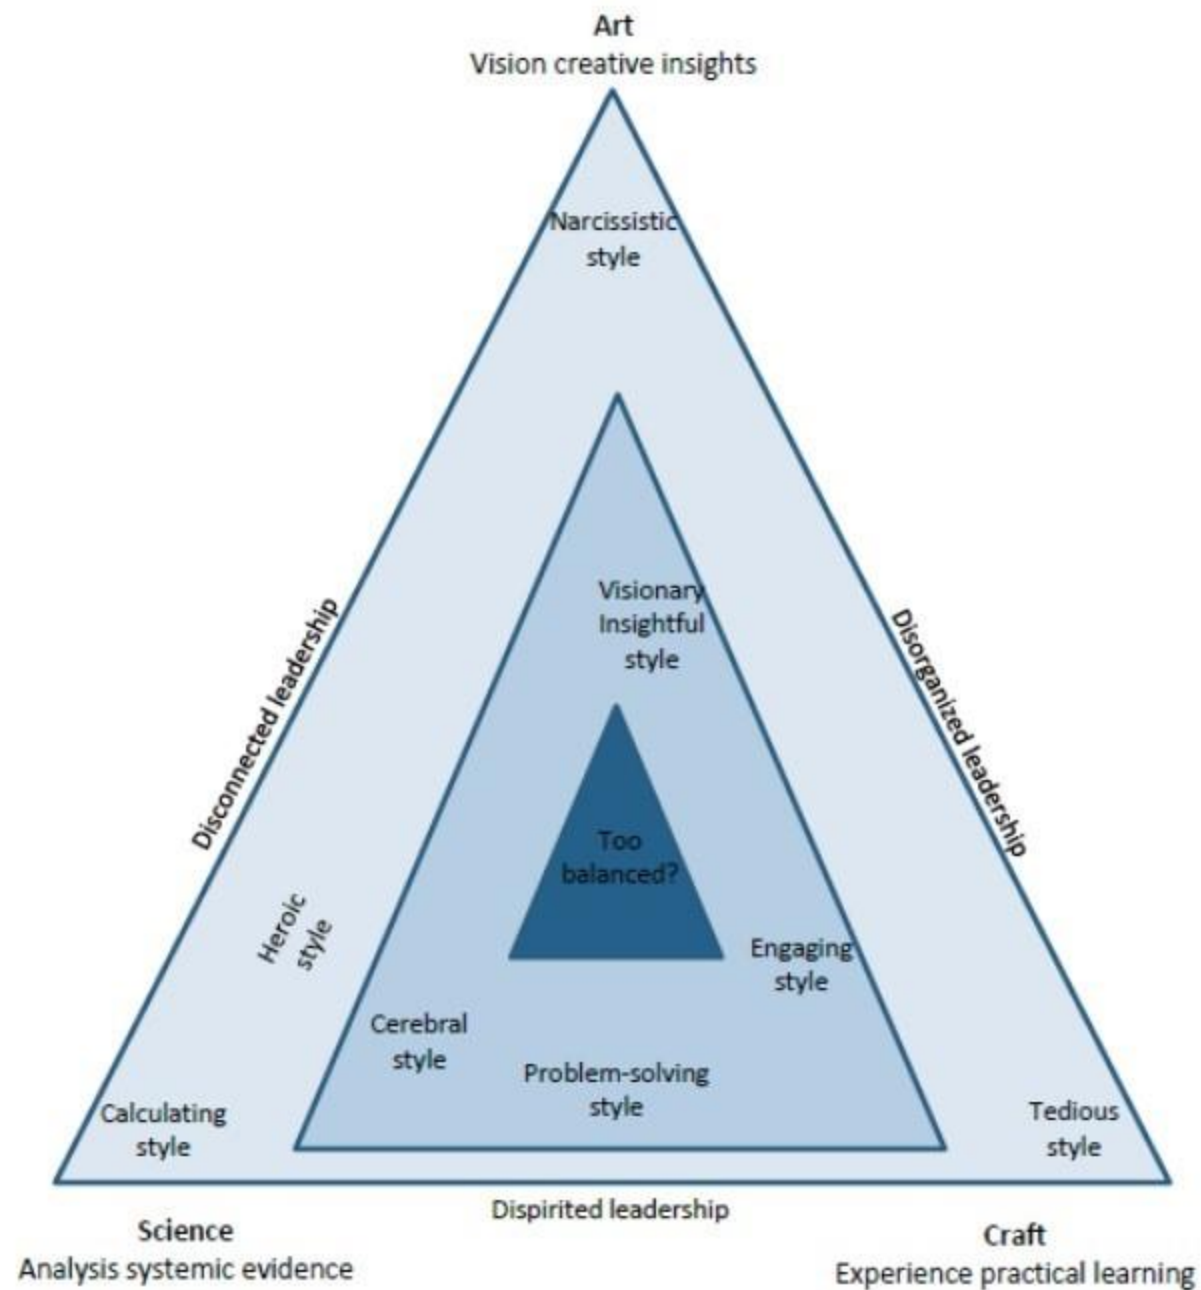 Art
Vision creative insights
Narcissistic
style
Visionary
Insightful
style
Disconnected leadership
Disorganized leadership
Too
balanced?
Heroic
style
Engaging
style
Cerebral
style
Problem-solving
style
Calculating
style
Tedious
style
Dispirited leadership
Science
Analysis systemic evidence
Craft
Experience practical learning